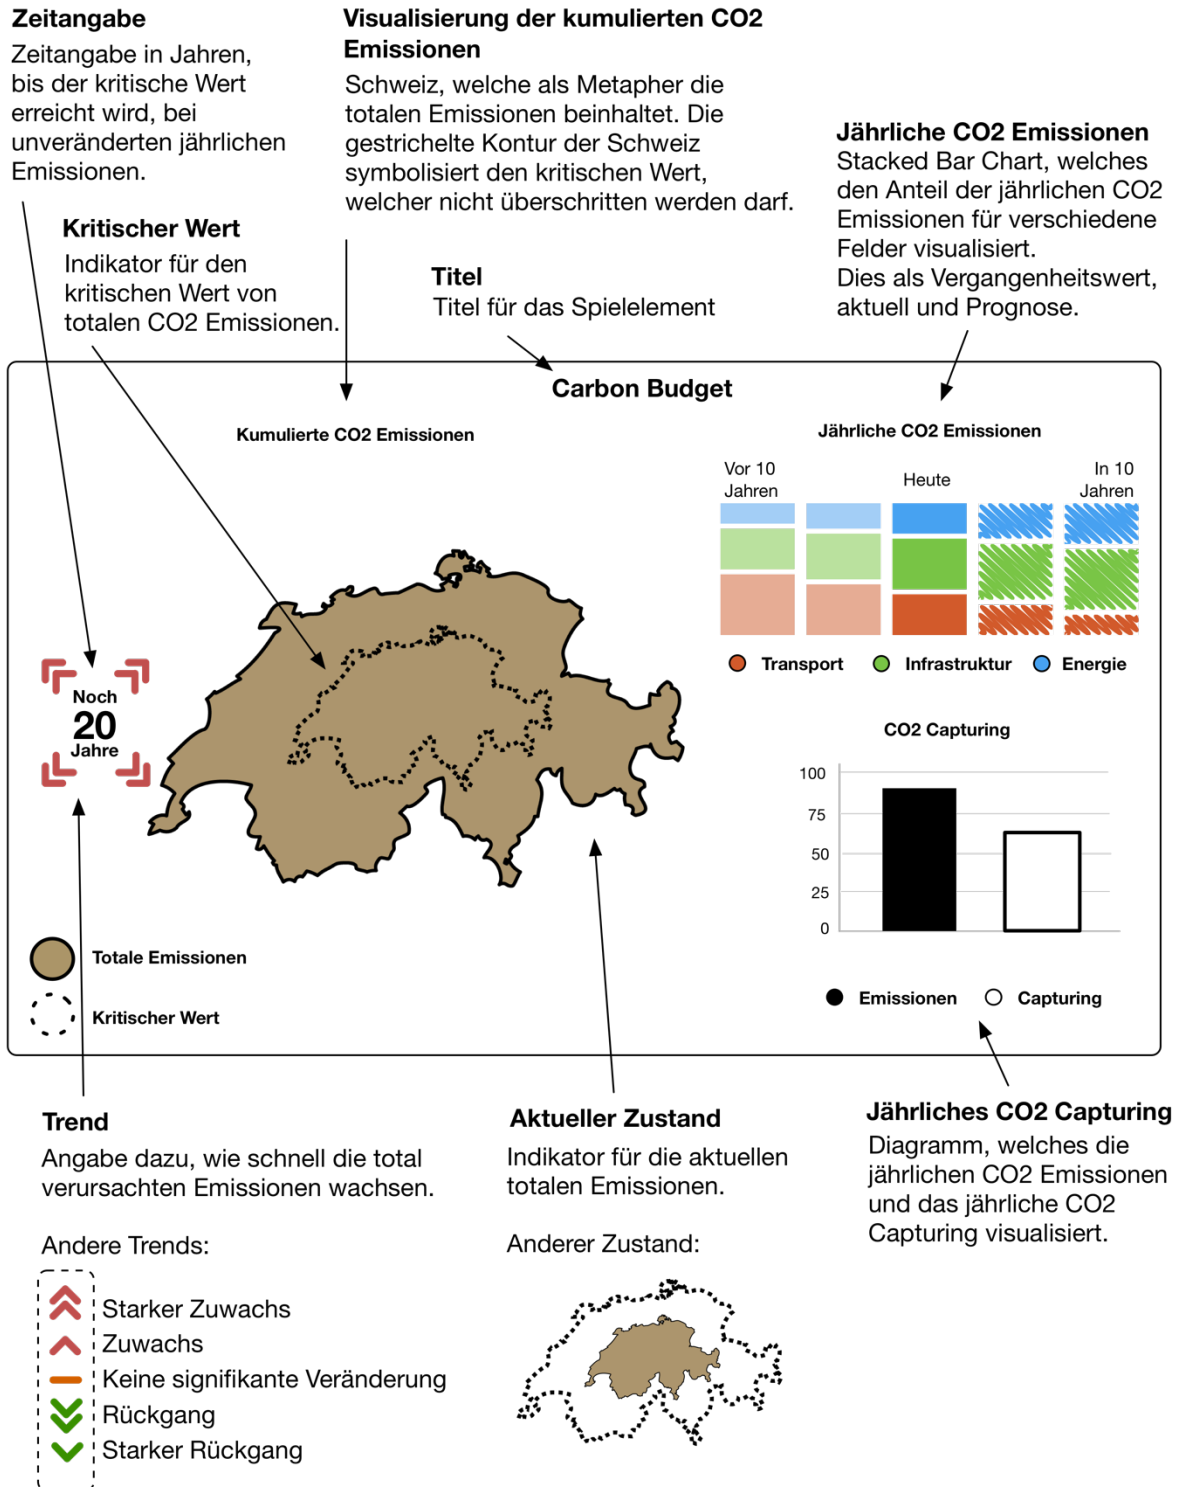 Zeitangabe
Zeitangabe in Jahren,
bis der kritische Wert
erreicht wird, bei
unveränderten jährlichen
Emissionen.
Visualisierung der kumulierten CO2
Emissionen
Schweiz, welche als Metapher die
totalen Emissionen beinhaltet. Die
gestrichelte Kontur der Schweiz
symbolisiert den kritischen Wert,
welcher nicht überschritten werden darf.
Jährliche CO2 Emissionen
Stacked Bar Chart, welches
den Anteil der jährlichen CO2
Emissionen für verschiedene
Felder visualisiert.
Dies als Vergangenheitswert,
aktuell und Prognose.
Kritischer Wert
Indikator für den
kritischen Wert von
totalen CO2 Emissionen.
Titel
Titel für das Spielelement
Carbon Budget
Kumulierte CO2 Emissionen
Jährliche CO2 Emissionen
Vor 10
Jahren
Heute
In 10
Jahren
Transport
Infrastruktur
Energie
Noch
20
Jahre
CO2 Capturing
100
75
50
25
0
Emissionen
Capturing
Totale Emissionen
Kritischer Wert
Trend
Angabe dazu, wie schnell die total
verursachten Emissionen wachsen.
Andere Trends:
Starker Zuwachs
Zuwachs
Keine signifikante Veränderung
Rückgang
Starker Rückgang
Aktueller Zustand
Indikator für die aktuellen
totalen Emissionen.
Anderer Zustand:
Jährliches CO2 Capturing
Diagramm, welches die
jährlichen CO2 Emissionen
und das jährliche CO2
Capturing visualisiert.